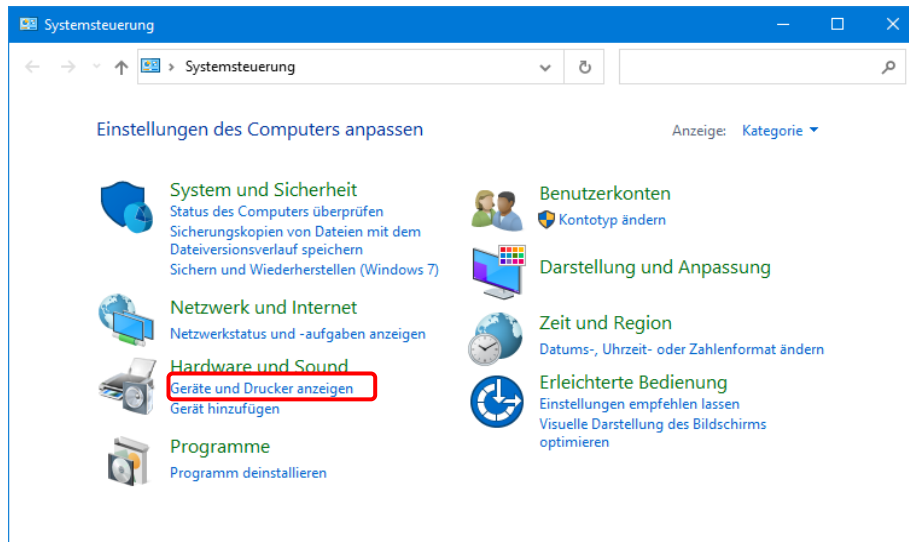 Systemsteuerung
Systemsteuerung
Einstellungen des Computers anpassen
Anzeige: Kategorie
System und Sicherheit
Status des Computers überprüfen
Sicherungskopien von Dateien mit dem
Dateiversionsverlauf speichern
Sichern und Wiederherstellen (Windows 7)
Netzwerk und Internet
Netzwerkstatus und -aufgaben anzeigen
Hardware und Sound
Geräte und Drucker anzeigen
Gerät hinzufügen
Programme
Programm deinstallieren
Benutzerkonten
Kontotyp ändern
Darstellung und Anpassung
Zeit und Region
Datums-, Uhrzeit- oder Zahlenformat ändern
Erleichterte Bedienung
Einstellungen empfehlen lassen
Visuelle Darstellung des Bildschirms
optimieren